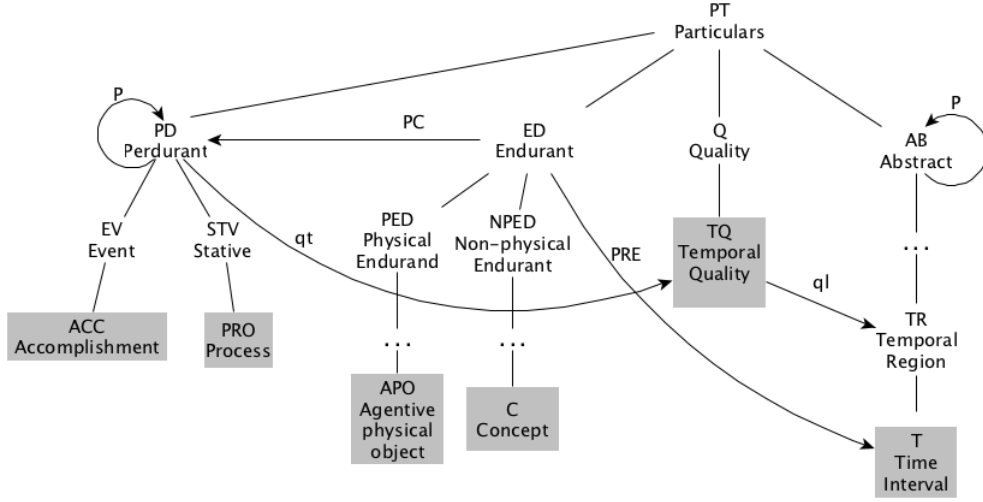 PT
Particulars
P
P
PC
PD
Perdurant
ED
Endurant
Q
Quality
AB
Abstract
EV
Event
STV
Stative
qt
PED
Physical
Endurand
NPED
Non-physical
Endurant
PRE
TQ
Temporal
Quality
...
ql
ACC
Accomplishment
PRO
Process
...
...
TR
Temporal
Region
APO
Agentive
physical
object
C
Concept
T
Time
Interval